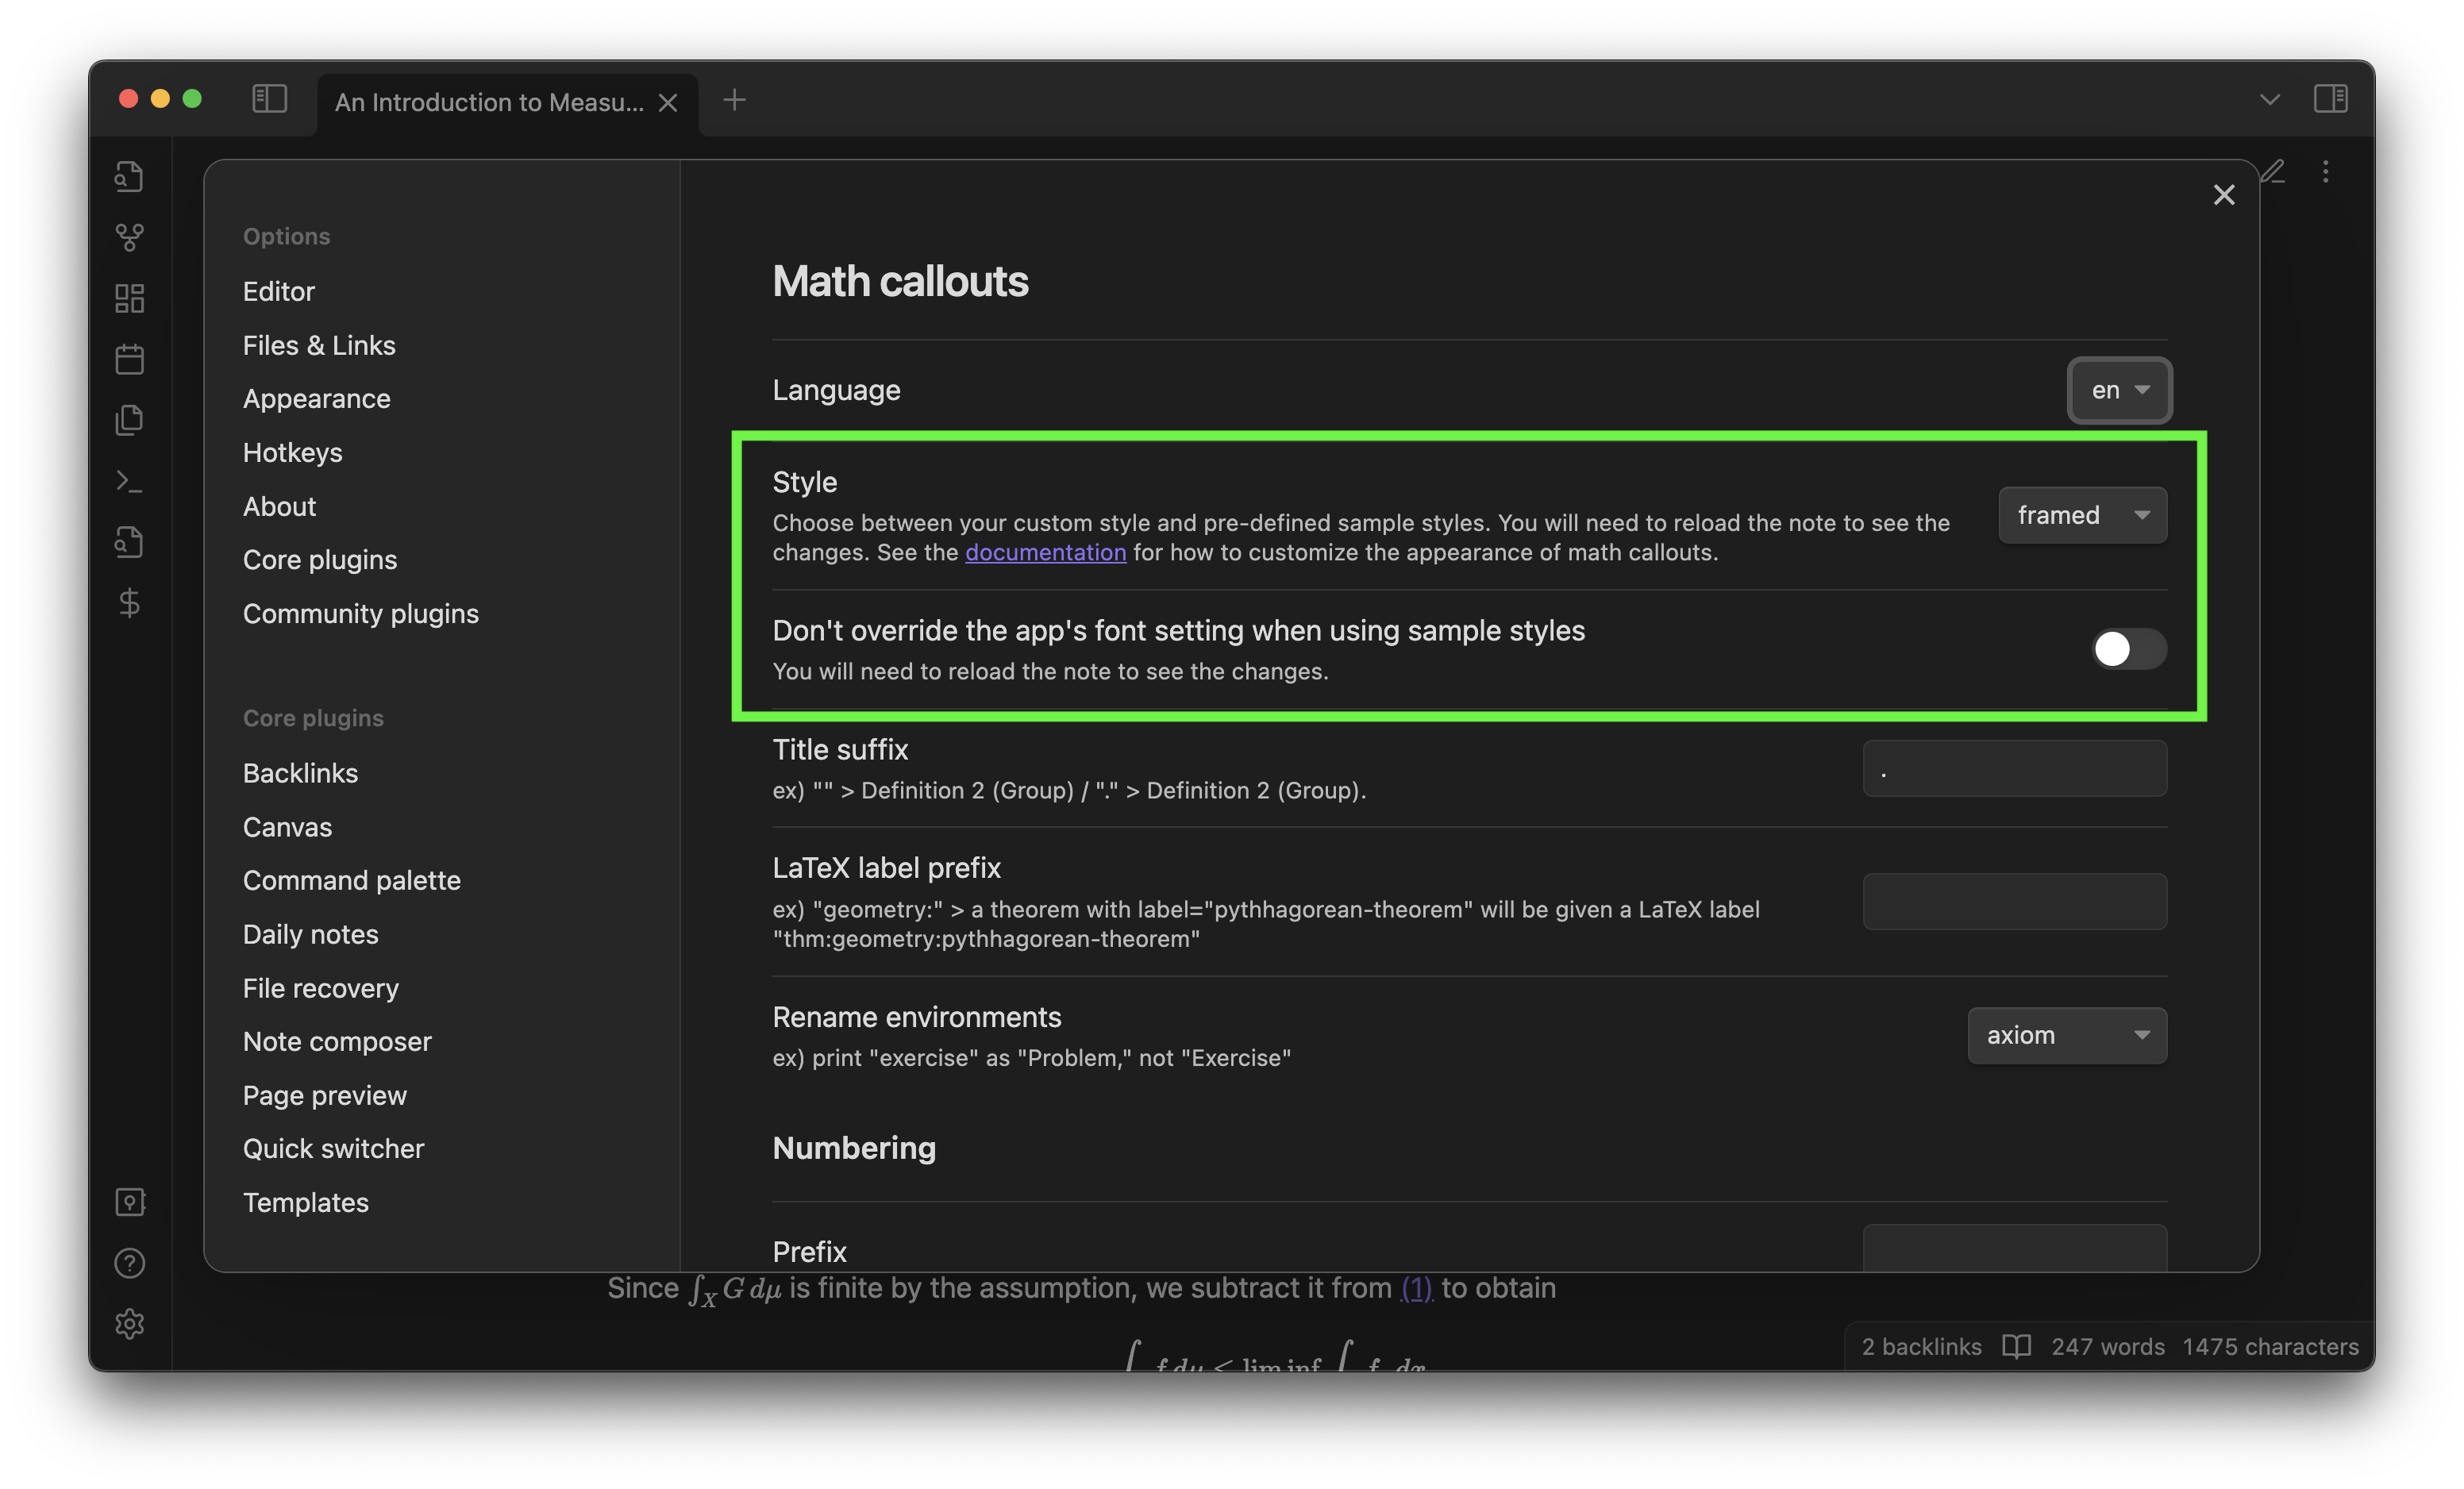 An Introduction to Measu...
Options
Editor
Files & Links
Appearance
Hotkeys
About
Core plugins
Community plugins
Core plugins
Backlinks
Canvas
Command palette
Daily notes
File recovery
Note composer
Page preview
Quick switcher
Templates
Math callouts
Language
en
Style
Choose between your custom style and pre-defined sample styles. You will need to reload the note to see the
changes. See the documentation for how to customize the appearance of math callouts.
framed
Don't override the app's font setting when using sample styles
You will need to reload the note to see the changes.
Title suffix
ex) "" > Definition 2 (Group) / "." > Definition 2 (Group).
.
LaTeX label prefix
ex) "geometry:" > a theorem with label="pythhagorean-theorem" will be given a LaTeX label
"thm:geometry:pythhagorean-theorem"
Rename environments
ex) print "exercise" as "Problem," not "Exercise"
axiom
Numbering
Prefix
Since ∫_X G dμ is finite by the assumption, we subtract it from (1) to obtain
2 backlinks 247 words 1475 characters